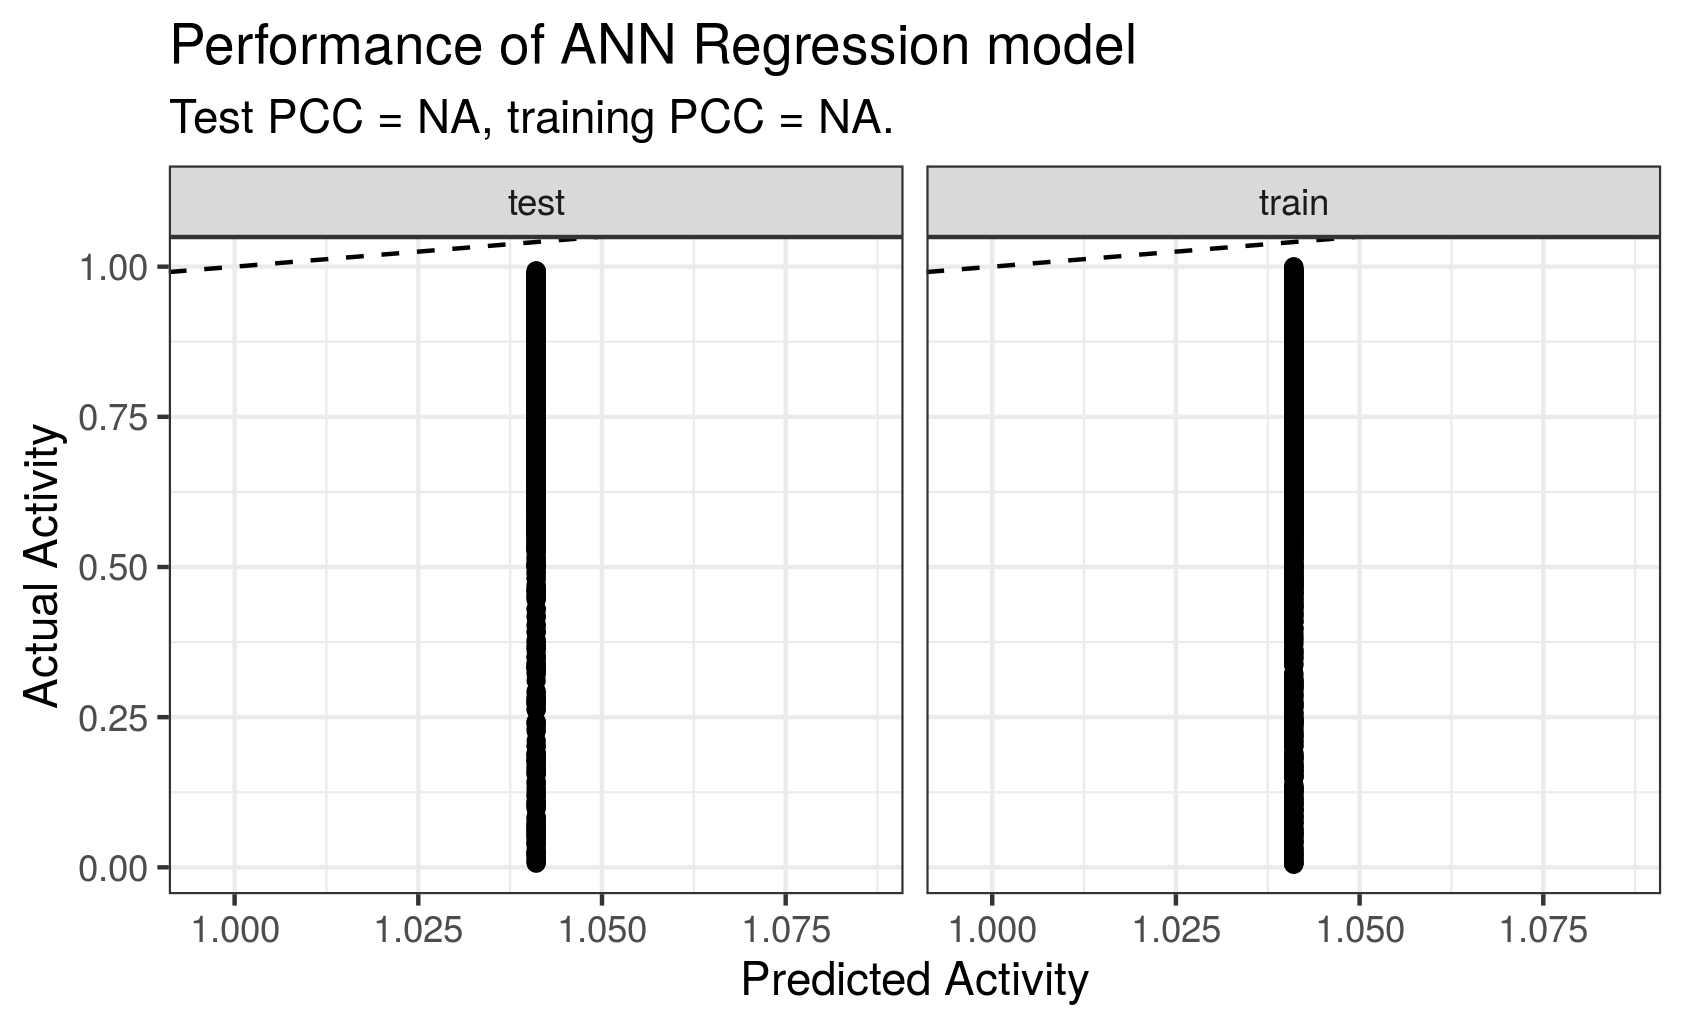 Performance of ANN Regression model
Test PCC = NA, training PCC = NA.
test
train
Actual Activity
1.00
0.75
0.50
0.25
0.00
1.000 1.025 1.050 1.075
1.000 1.025 1.050 1.075
Predicted Activity